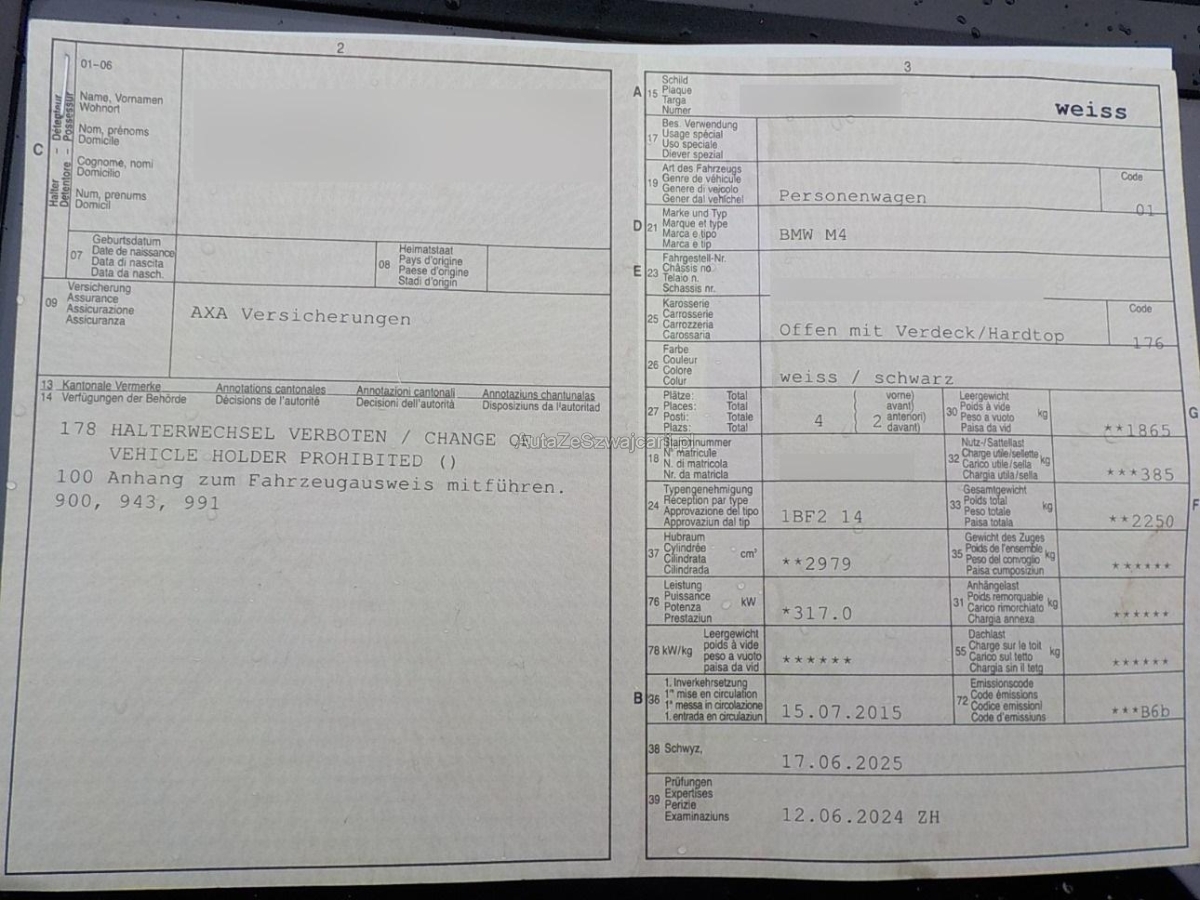 2
01-06
Name, Vornamen
Wohnort
Nom, prénoms
Domicile
Cognome, nomi
Domicilio
Num, prenums
Domicil
C
Halter - Détenteur
Detentore - Possessur
07
Geburtsdatum
Date de naissance
Data di nascita
Data da nasch.
08
Heimatstaat
Pays d'origine
Paese d'origine
Stadi d'origin
09
Versicherung
Assurance
Assicurazione
Assicuranza
AXA Versicherungen
13 Kantonale Vermerke Annotations cantonales Annotazioni cantonali Annotaziuns chantunalas
14 Verfügungen der Behörde Décisions de l'autorité Decisioni dell'autorità Disposiziuns da l'autoritad
178 HALTERWECHSEL VERBOTEN / CHANGE OF
VEHICLE HOLDER PROHIBITED ()
100 Anhang zum Fahrzeugausweis mitführen.
900, 943, 991
AutaZeSzwajcarii
3
A 15
Schild
Plaque
Targa
Numer
weiss
17
Bes. Verwendung
Usage spécial
Uso speciale
Diever spezial
19
Art des Fahrzeugs
Genre de véhicule
Genere di veicolo
Gener dal vehichel
Personenwagen
Code
01
D 21
Marke und Typ
Marque et type
Marca e tipo
Marca e tip
BMW M4
E 23
Fahrgestell-Nr.
Châssis no.
Telaio n.
Schassis nr.
25
Karosserie
Carrosserie
Carrozzeria
Carossaria
Offen mit Verdeck/Hardtop
Code
176
26
Farbe
Couleur
Colore
Colur
weiss / schwarz
27
Plätze: Total
Places: Total
Posti: Totale
Plazs: Total
4
2
vorne)
avant)
anteriori)
davant)
30
Leergewicht
Poids à vide
Peso a vuoto
Paisa da vid
kg
**1865
G
18
Stammnummer
N° matricule
N. di matricola
Nr. da matricla
32
Nutz-/Sattellast
Charge utile/sellette
Carico utile/sella
Chargia utila/sella
kg
***385
24
Typengenehmigung
Réception par type
Approvazione del tipo
Approvaziun dal tip
1BF2 14
33
Gesamtgewicht
Poids total
Peso totale
Paisa totala
kg
**2250
F
37
Hubraum
Cylindrée
Cilindrata
Cilindrada
cm³
**2979
35
Gewicht des Zuges
Poids de l'ensemble
Peso del convoglio
Paisa cumposiziun
kg
******
76
Leistung
Puissance
Potenza
Prestaziun
kW
*317.0
31
Anhängelast
Poids remorquable
Carico rimorchiato
Chargia annexa
kg
******
78 kW/kg
Leergewicht
poids à vide
peso a vuoto
paisa da vid
******
55
Dachlast
Charge sur le toit
Carico sul tetto
Chargia sin il tetg
kg
******
B 36
1. Inverkehrsetzung
1re mise en circulation
1a messa in circolazione
1. entrada en circulaziun
15.07.2015
72
Emissionscode
Code émissions
Codice emissioni
Code d'emissiuns
***B6b
38 Schwyz,
17.06.2025
39
Prüfungen
Expertises
Perizie
Examinaziuns
12.06.2024 ZH